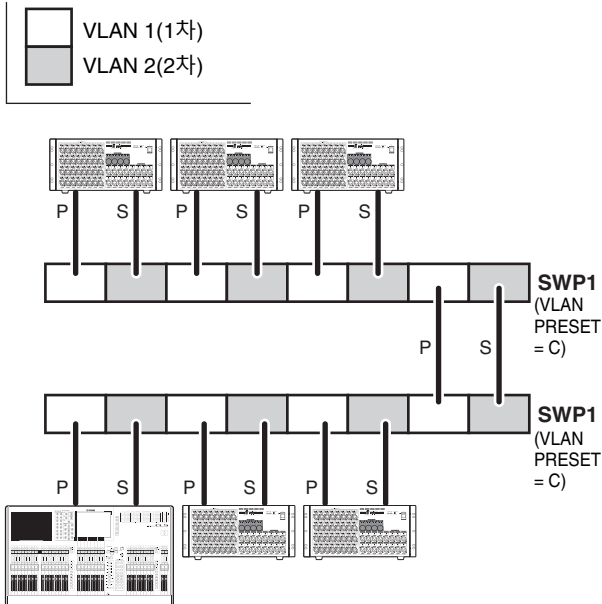 VLAN 1(1차)
VLAN 2(2차)
P S P S P S
SWP1
(VLAN
PRESET
= C)
P S
SWP1
(VLAN
PRESET
= C)
P S P S P S